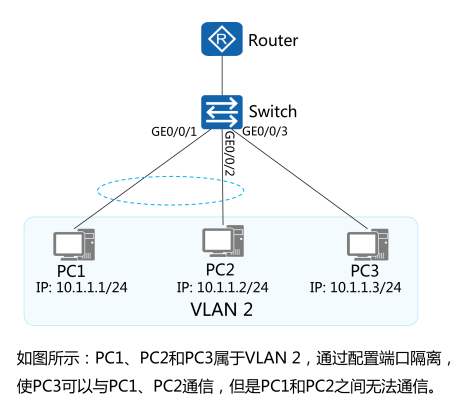 Router
Switch
GE0/0/1
GE0/0/2
GE0/0/3
PC1
IP: 10.1.1.1/24
PC2
IP: 10.1.1.2/24
PC3
IP: 10.1.1.3/24
VLAN 2
如图所示：PC1、PC2和PC3属于VLAN 2，通过配置端口隔离，
使PC3可以与PC1、PC2通信，但是PC1和PC2之间无法通信。